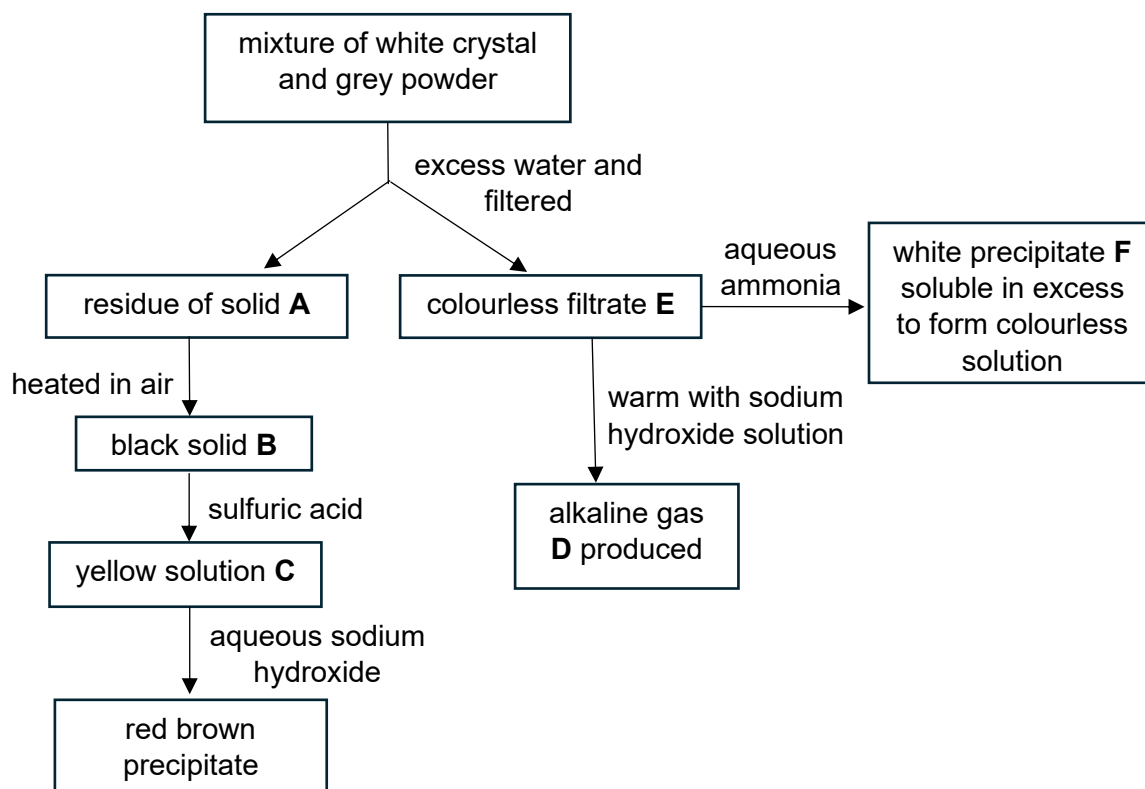 mixture of white crystal
and grey powder
excess water and
filtered
residue of solid A
colourless filtrate E
aqueous
ammonia
white precipitate F
soluble in excess
to form colourless
solution
heated in air
black solid B
warm with sodium
hydroxide solution
sulfuric acid
alkaline gas
D produced
yellow solution C
aqueous sodium
hydroxide
red brown
precipitate